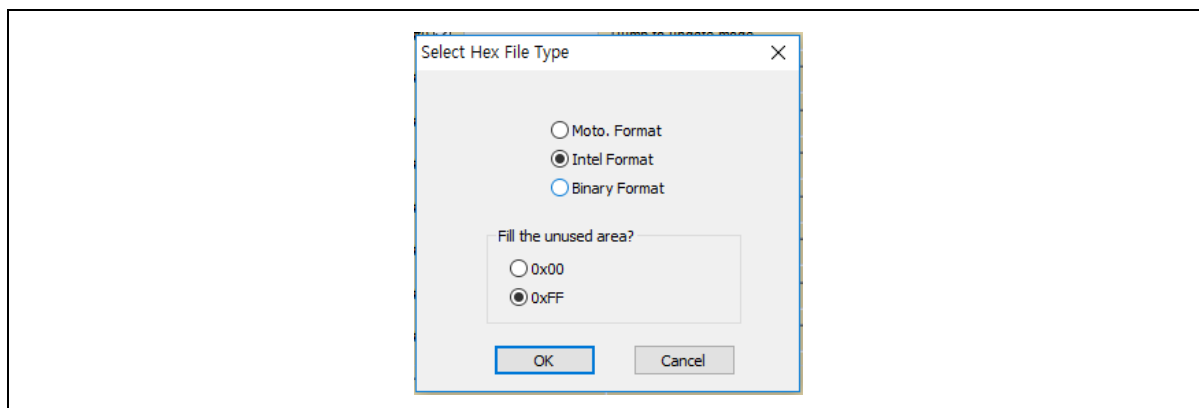 Select Hex File Type
Moto. Format
Intel Format
Binary Format
Fill the unused area?
0x00
0xFF
OK
Cancel